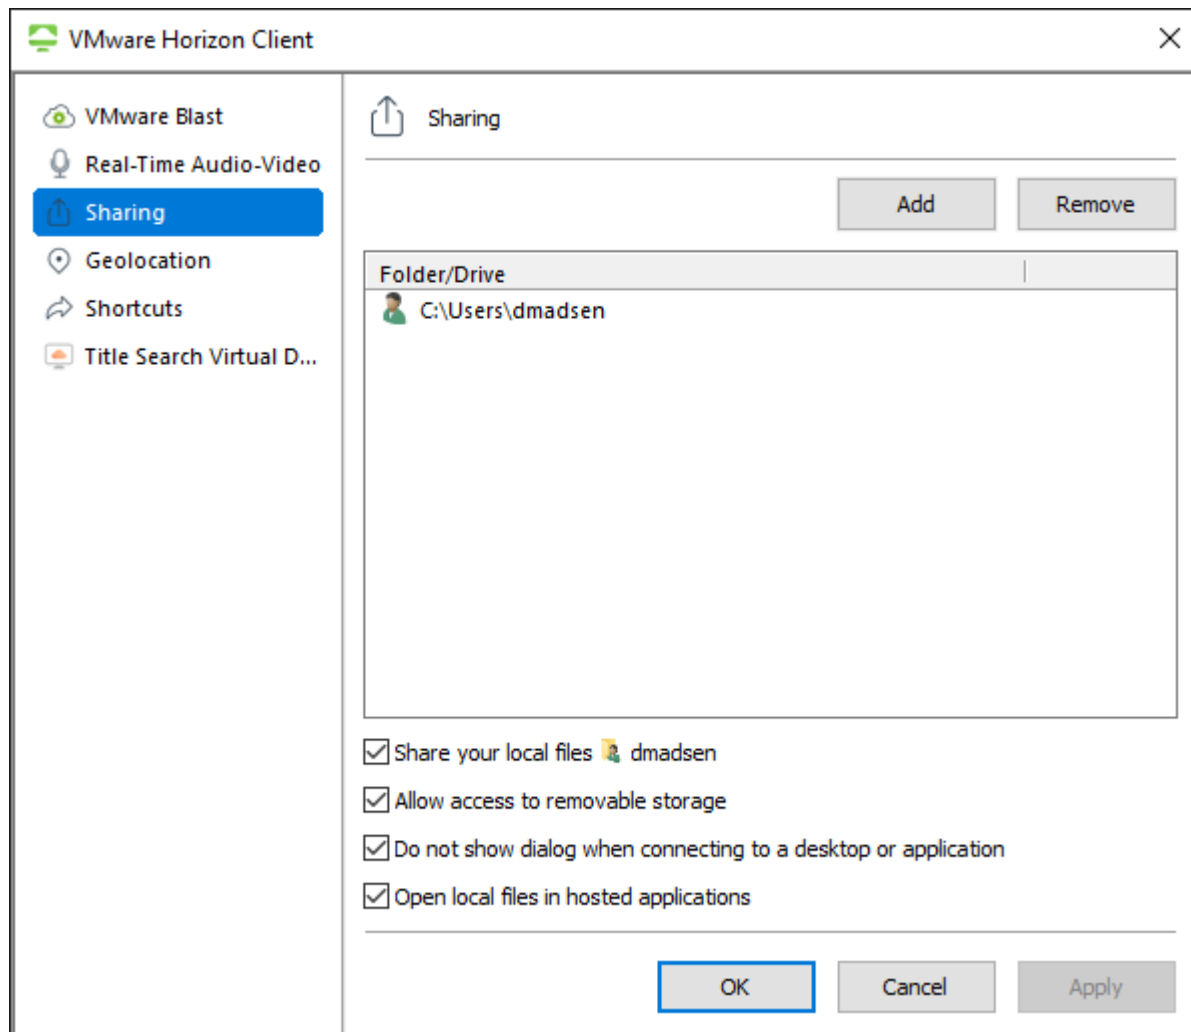 VMware Horizon Client
VMware Blast
Real-Time Audio-Video
Sharing
Geolocation
Shortcuts
Title Search Virtual D...
Sharing
Add
Remove
Folder/Drive
C:\Users\dmadsen
Share your local files dmadsen
Allow access to removable storage
Do not show dialog when connecting to a desktop or application
Open local files in hosted applications
OK
Cancel
Apply